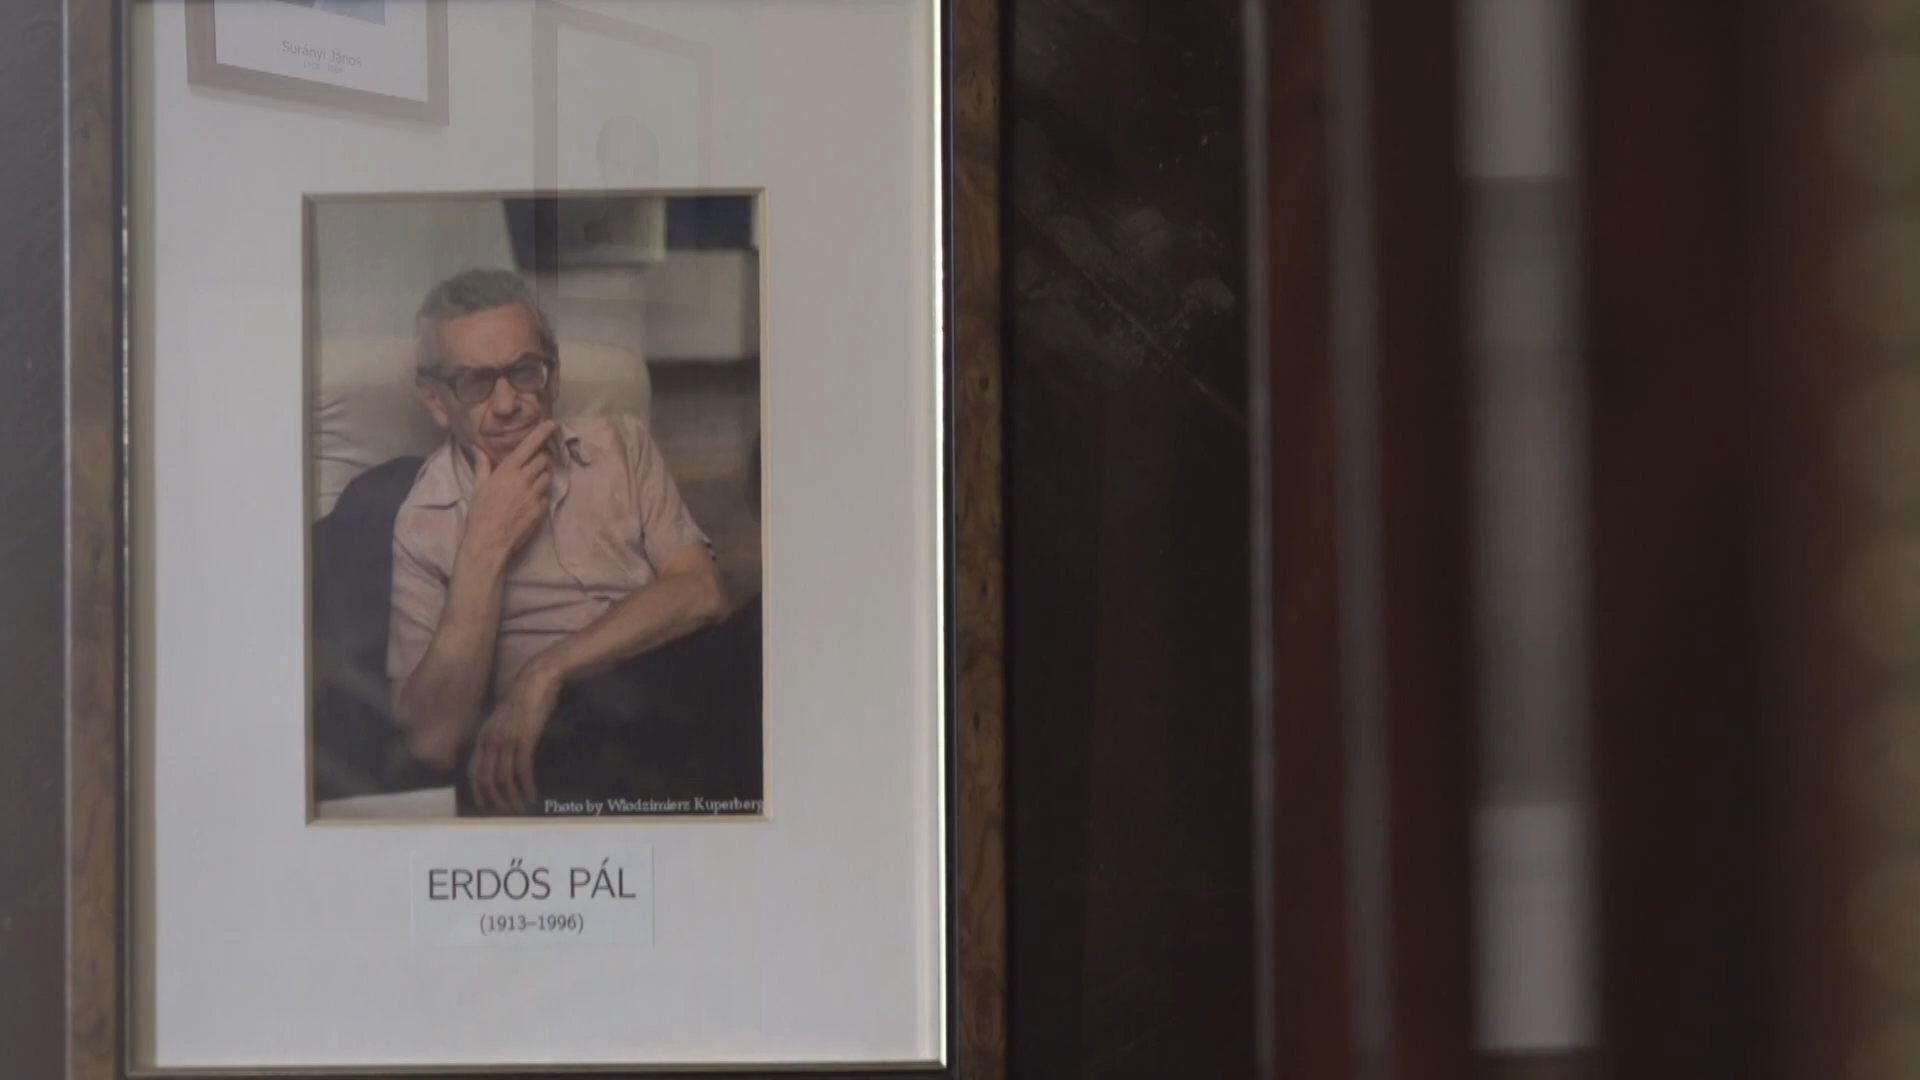 Surányi János
Photo by Wlodzimierz Kuperberg
ERDŐS PÁL
(1913–1996)